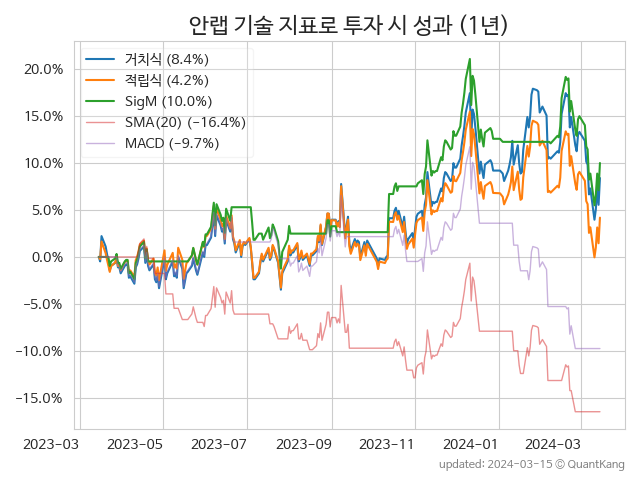 안랩 기술 지표로 투자 시 성과 (1년)
거치식 (8.4%)
적립식 (4.2%)
SigM (10.0%)
SMA(20) (−16.4%)
MACD (−9.7%)
20.0%
15.0%
10.0%
5.0%
0.0%
−5.0%
−10.0%
−15.0%
2023-03 2023-05 2023-07 2023-09 2023-11 2024-01 2024-03
updated: 2024-03-15 © QuantKang